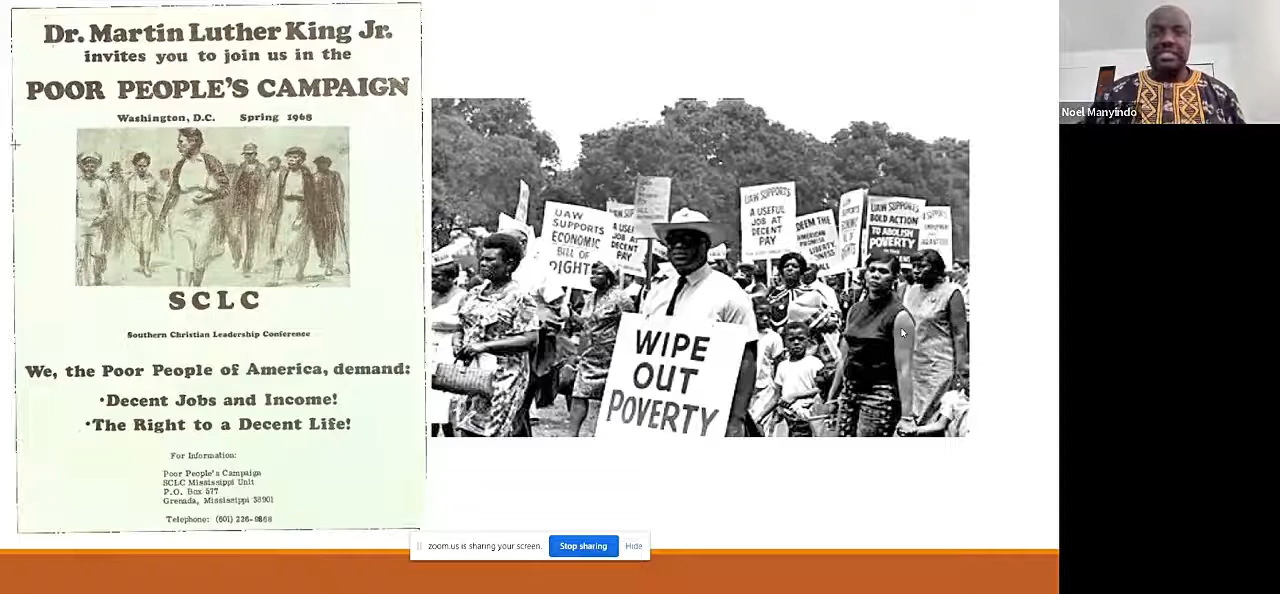 Dr. Martin Luther King Jr.
invites you to join us in the
POOR PEOPLE'S CAMPAIGN
Washington, D.C. Spring 1968
SCLC
Southern Christian Leadership Conference
We, the Poor People of America, demand:
•Decent Jobs and Income!
•The Right to a Decent Life!
For Information:
Poor People's Campaign
SCLC Mississippi Unit
P.O. Box 577
Grenada, Mississippi 38901
Telephone: (601) 226-9868
UAW
SUPPORTS
ECONOMIC
BILL OF
RIGHT
UAW SUP
A USEF
JOB AT
DECENT
PAY
UAW SUPPORTS
A USEFUL
JOB AT
DECENT
PAY
DEEM THE
AMERICAN
PROMISE
LIBERTY
UAW SUPPORTS
BOLD ACTION
TO ABOLISH
POVERTY
WIPE
OUT
POVERTY
zoom.us is sharing your screen. Stop sharing Hide
Noel Manyindo